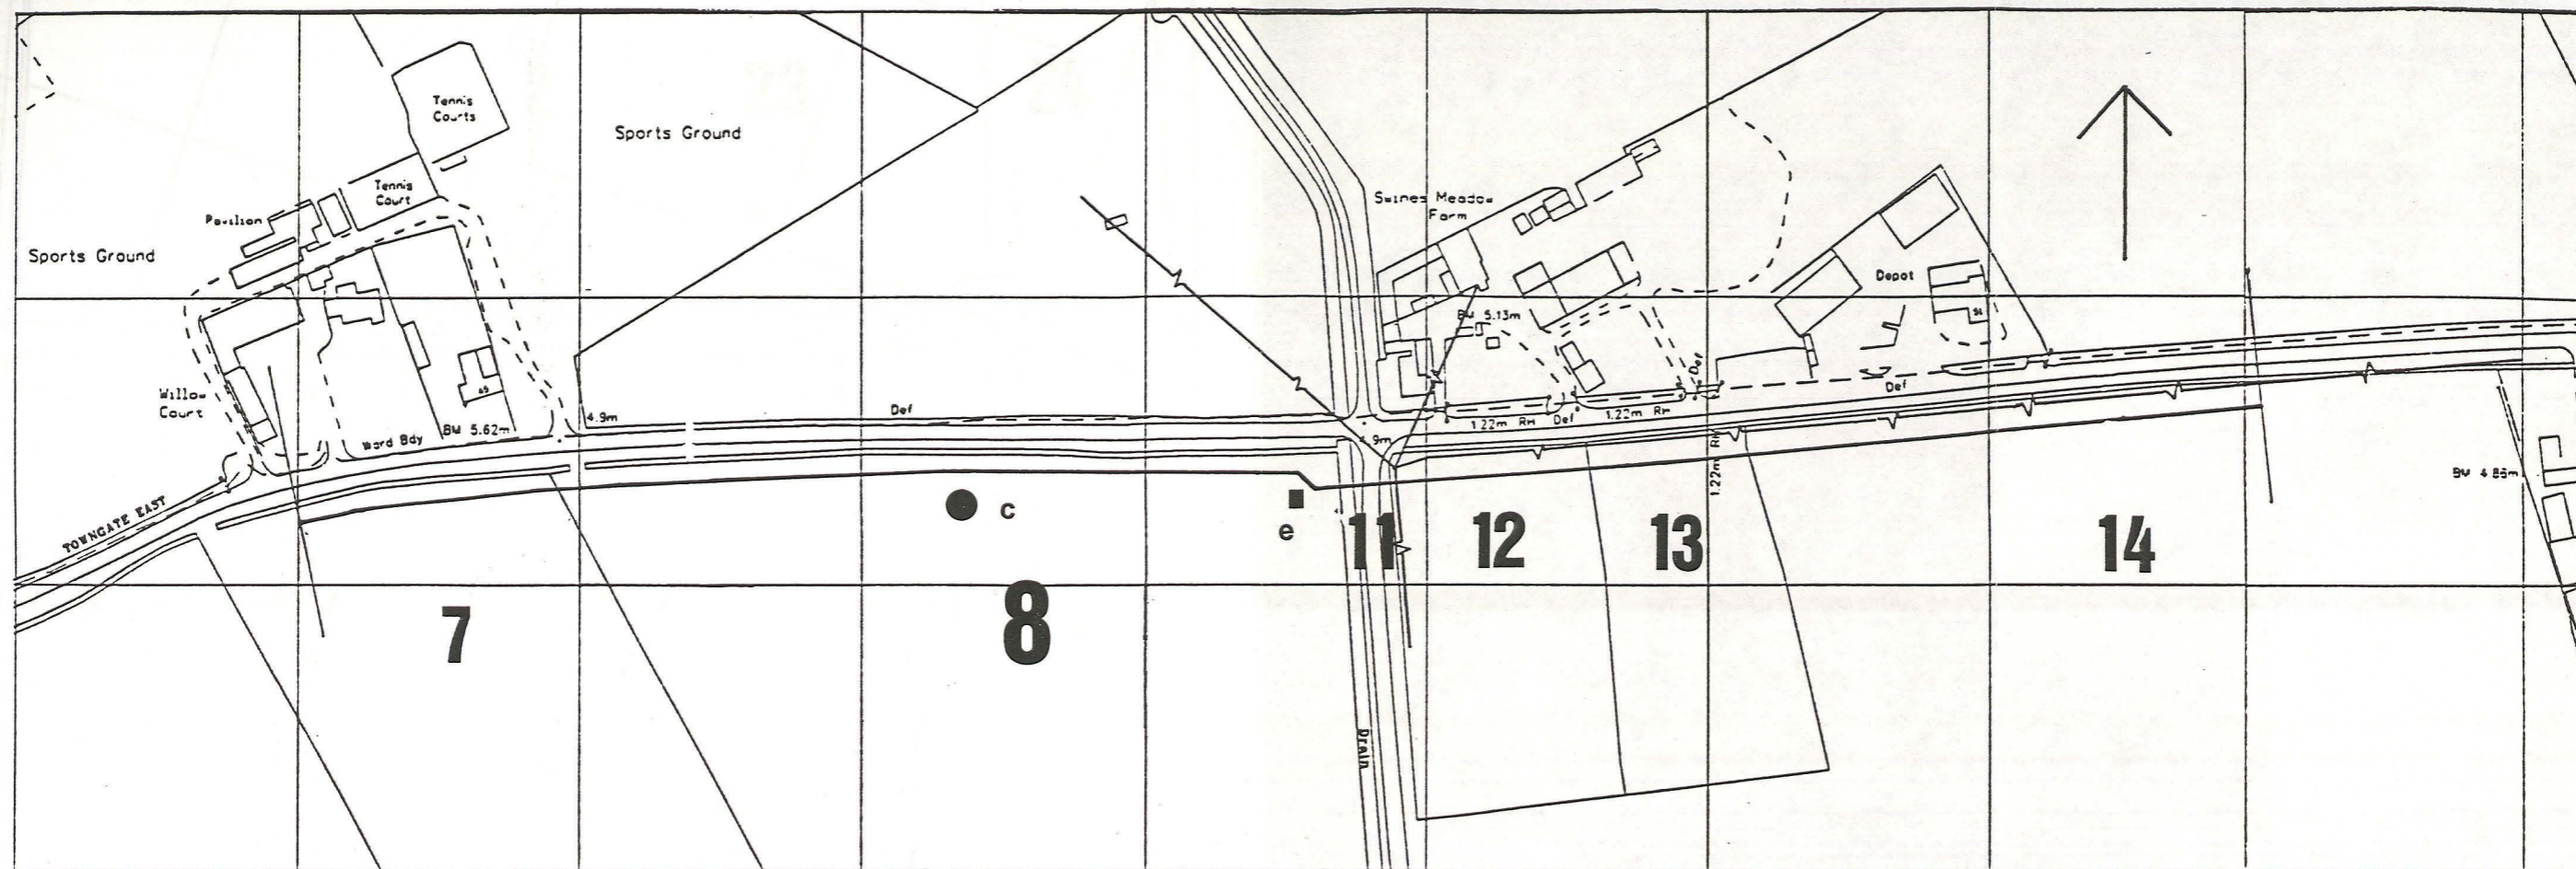 Tennis
Courts
Sports Ground
Tennis
Court
Pavilion
Sports Ground
Swines Meadow
Farm
Depot
BM 5.13m
51
Willow
Court
Ward Bdy
BM 5.62m
4.9m
Def
4.9m
1.22m RH
Def
1.22m RH
Def
Def
1.22m RH
BM 4.86m
TOWNGATE EAST
c
e
11
12
13
14
7
8
Drain